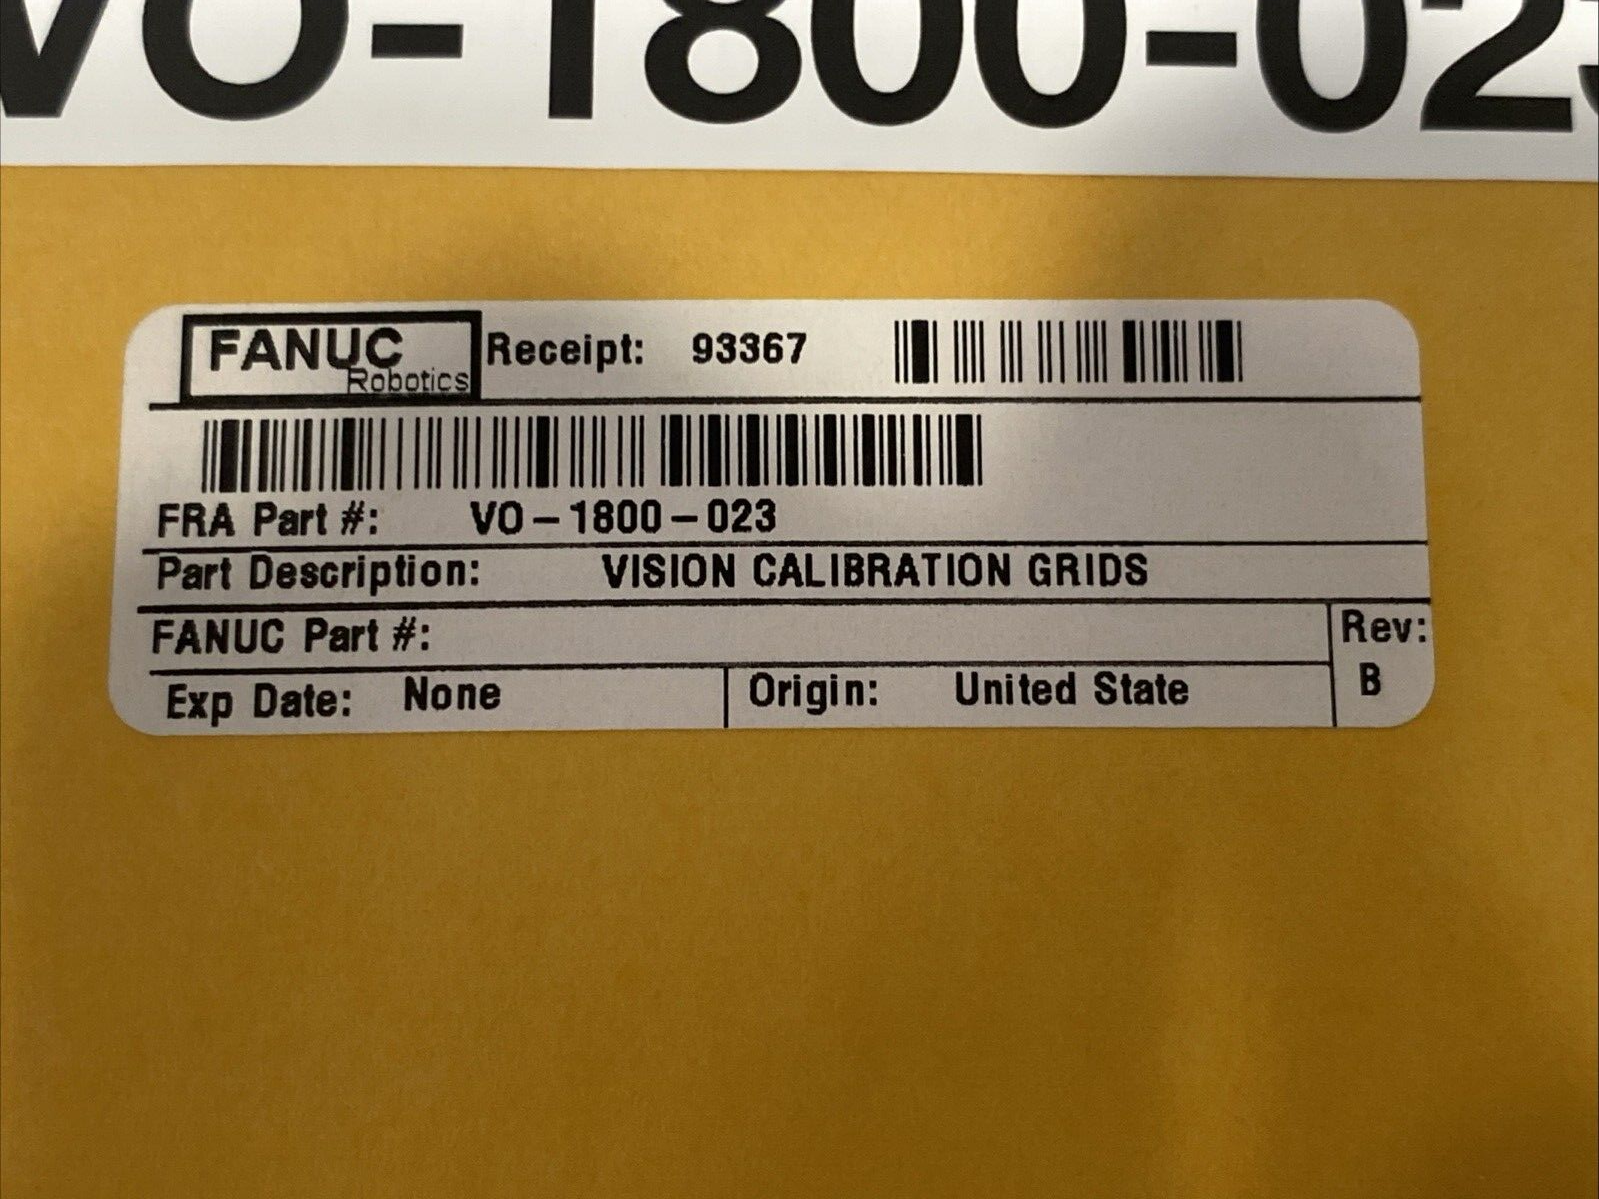 VO-1800-023
FANUC
Robotics
Receipt: 93367
FRA Part #: VO-1800-023
Part Description: VISION CALIBRATION GRIDS
FANUC Part #:
Rev:
B
Exp Date: None
Origin: United State